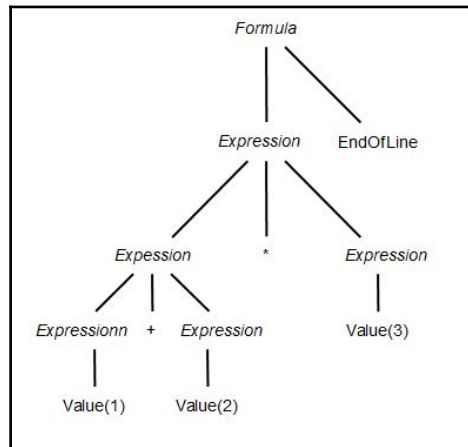 Formula
Expression EndOfLine
Expession * Expression
Expressionn + Expression Value(3)
Value(1) Value(2)